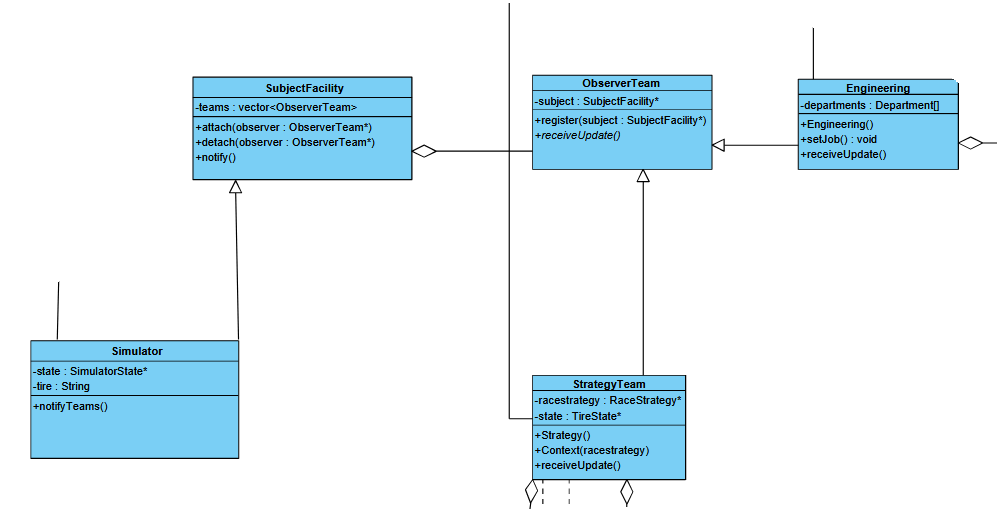 SubjectFacility
-teams : vector<ObserverTeam>
+attach(observer : ObserverTeam*)
+detach(observer : ObserverTeam*)
+notify()
ObserverTeam
-subject : SubjectFacility*
+register(subject : SubjectFacility*)
+receiveUpdate()
Engineering
-departments : Department[]
+Engineering()
+setJob() : void
+receiveUpdate()
Simulator
-state : SimulatorState*
-tire : String
+notifyTeams()
StrategyTeam
-racestrategy : RaceStrategy*
-state : TireState*
+Strategy()
+Context(racestrategy)
+receiveUpdate()